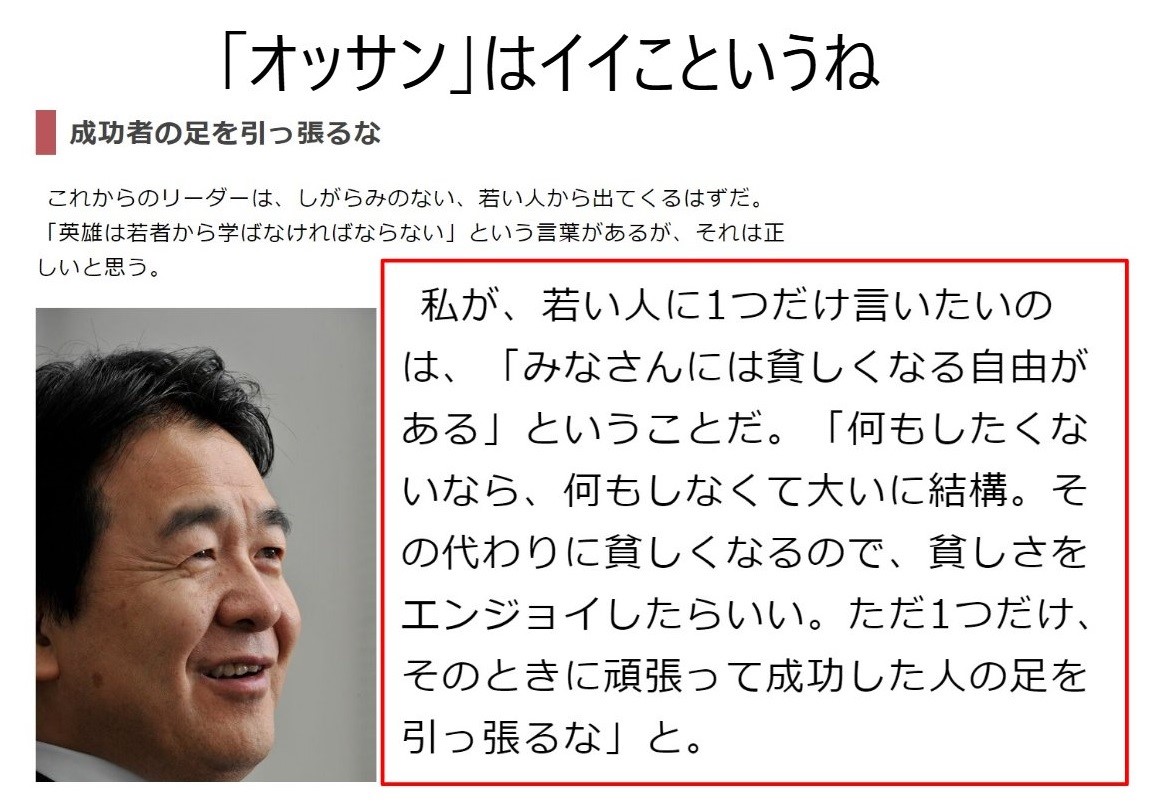 「オッサン」はイイこというね
成功者の足を引っ張るな
これからのリーダーは、しがらみのない、若い人から出てくるはずだ。
「英雄は若者から学ばなければならない」という言葉があるが、それは正
しいと思う。
私が、若い人に1つだけ言いたいの
は、「みなさんには貧しくなる自由が
ある」ということだ。「何もしたくな
いなら、何もしなくて大いに結構。そ
の代わりに貧しくなるので、貧しさを
エンジョイしたらいい。ただ1つだけ、
そのときに頑張って成功した人の足を
引っ張るな」と。